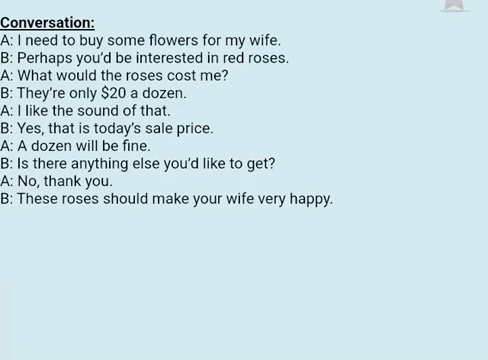 Conversation:
A: I need to buy some flowers for my wife.
B: Perhaps you'd be interested in red roses.
A: What would the roses cost me?
B: They're only $20 a dozen.
A: I like the sound of that.
B: Yes, that is today's sale price.
A: A dozen will be fine.
B: Is there anything else you'd like to get?
A: No, thank you.
B: These roses should make your wife very happy.